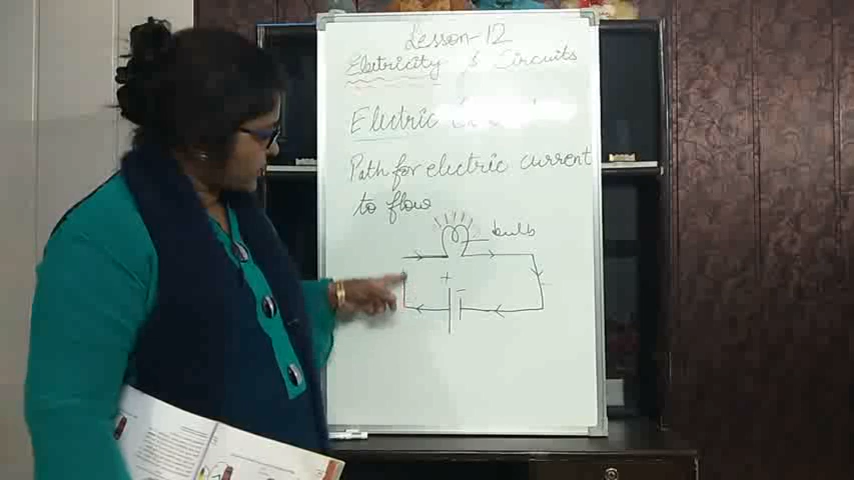 Lesson-12
Electricity & Circuits
Electric
Path for electric current
to flow
bulb
+
-